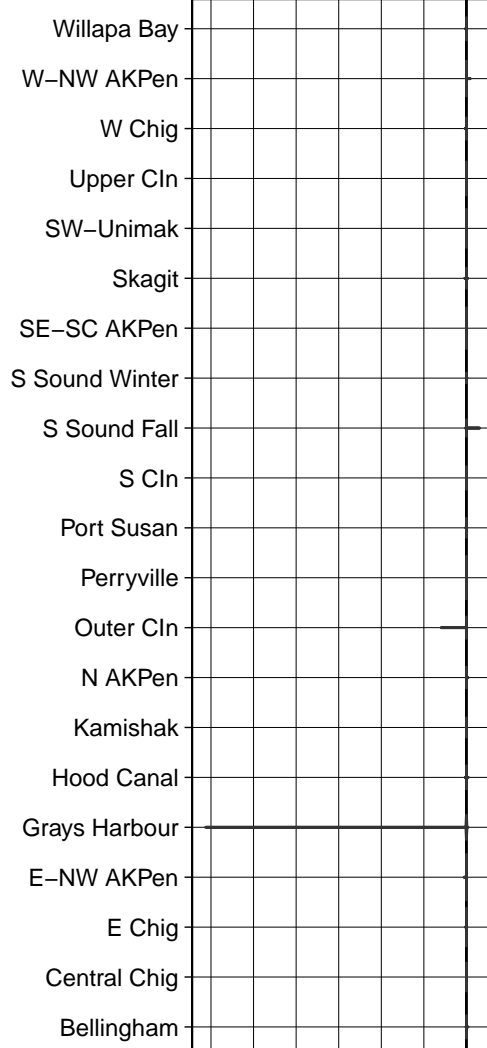 Willapa Bay
W−NW AKPen
W Chig
Upper CIn
SW−Unimak
Skagit
SE−SC AKPen
S Sound Winter
S Sound Fall
S CIn
Port Susan
Perryville
Outer CIn
N AKPen
Kamishak
Hood Canal
Grays Harbour
E−NW AKPen
E Chig
Central Chig
Bellingham